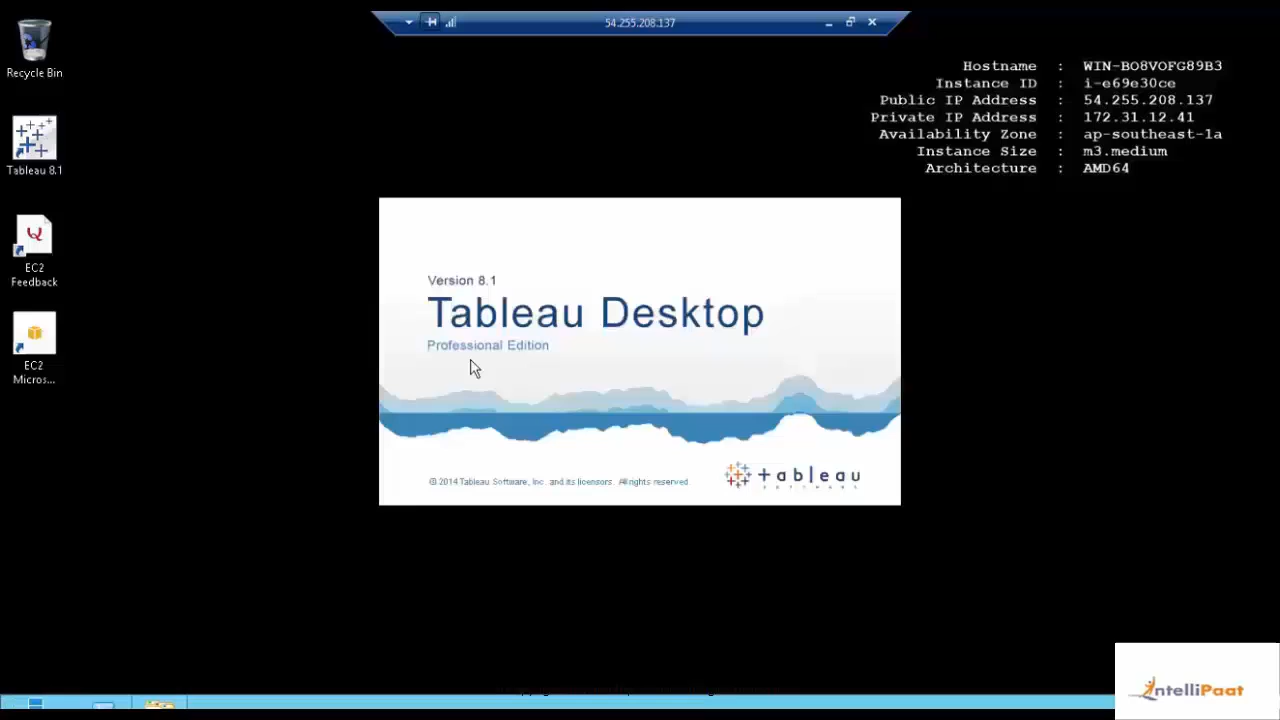 54.255.208.137
Recycle Bin
Hostname : WIN-BO8VOFG89B3
Instance ID : i-e69e30ce
Public IP Address : 54.255.208.137
Private IP Address : 172.31.12.41
Availability Zone : ap-southeast-1a
Instance Size : m3.medium
Architecture : AMD64
Tableau 8.1
EC2
Feedback
EC2
Micros...
Version 8.1
Tableau Desktop
Professional Edition
© 2014 Tableau Software, Inc. and its licensors. All rights reserved.
tableau
SOFTWARE
IntelliPaat